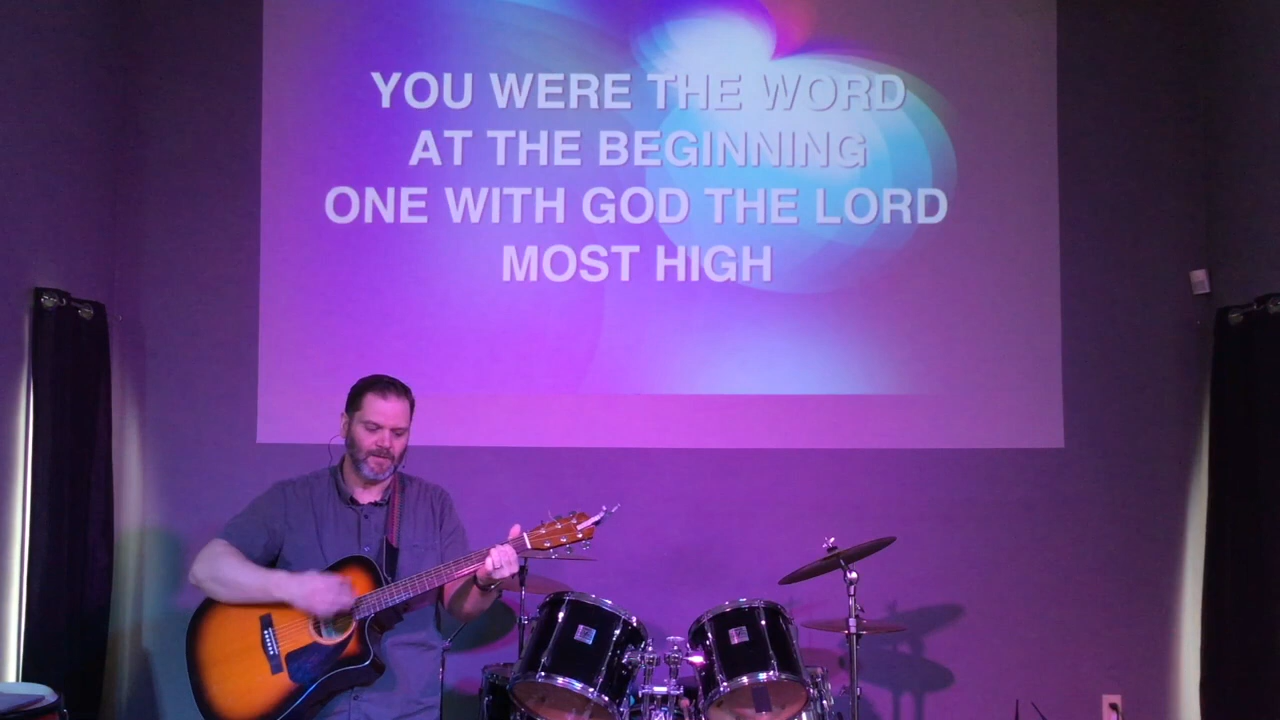 YOU WERE THE WORD
AT THE BEGINNING
ONE WITH GOD THE LORD
MOST HIGH